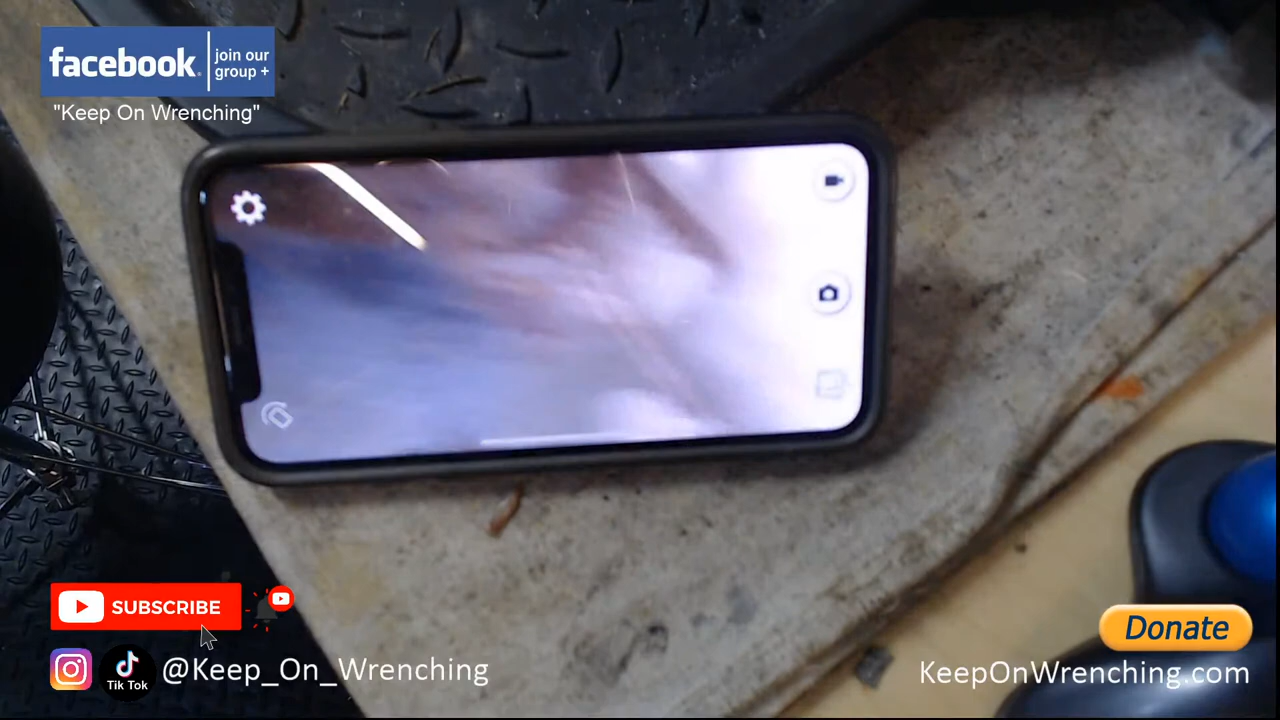 facebook
join our
group +
"Keep On Wrenching"
SUBSCRIBE
Tik Tok
@Keep_On_Wrenching
Donate
KeepOnWrenching.com